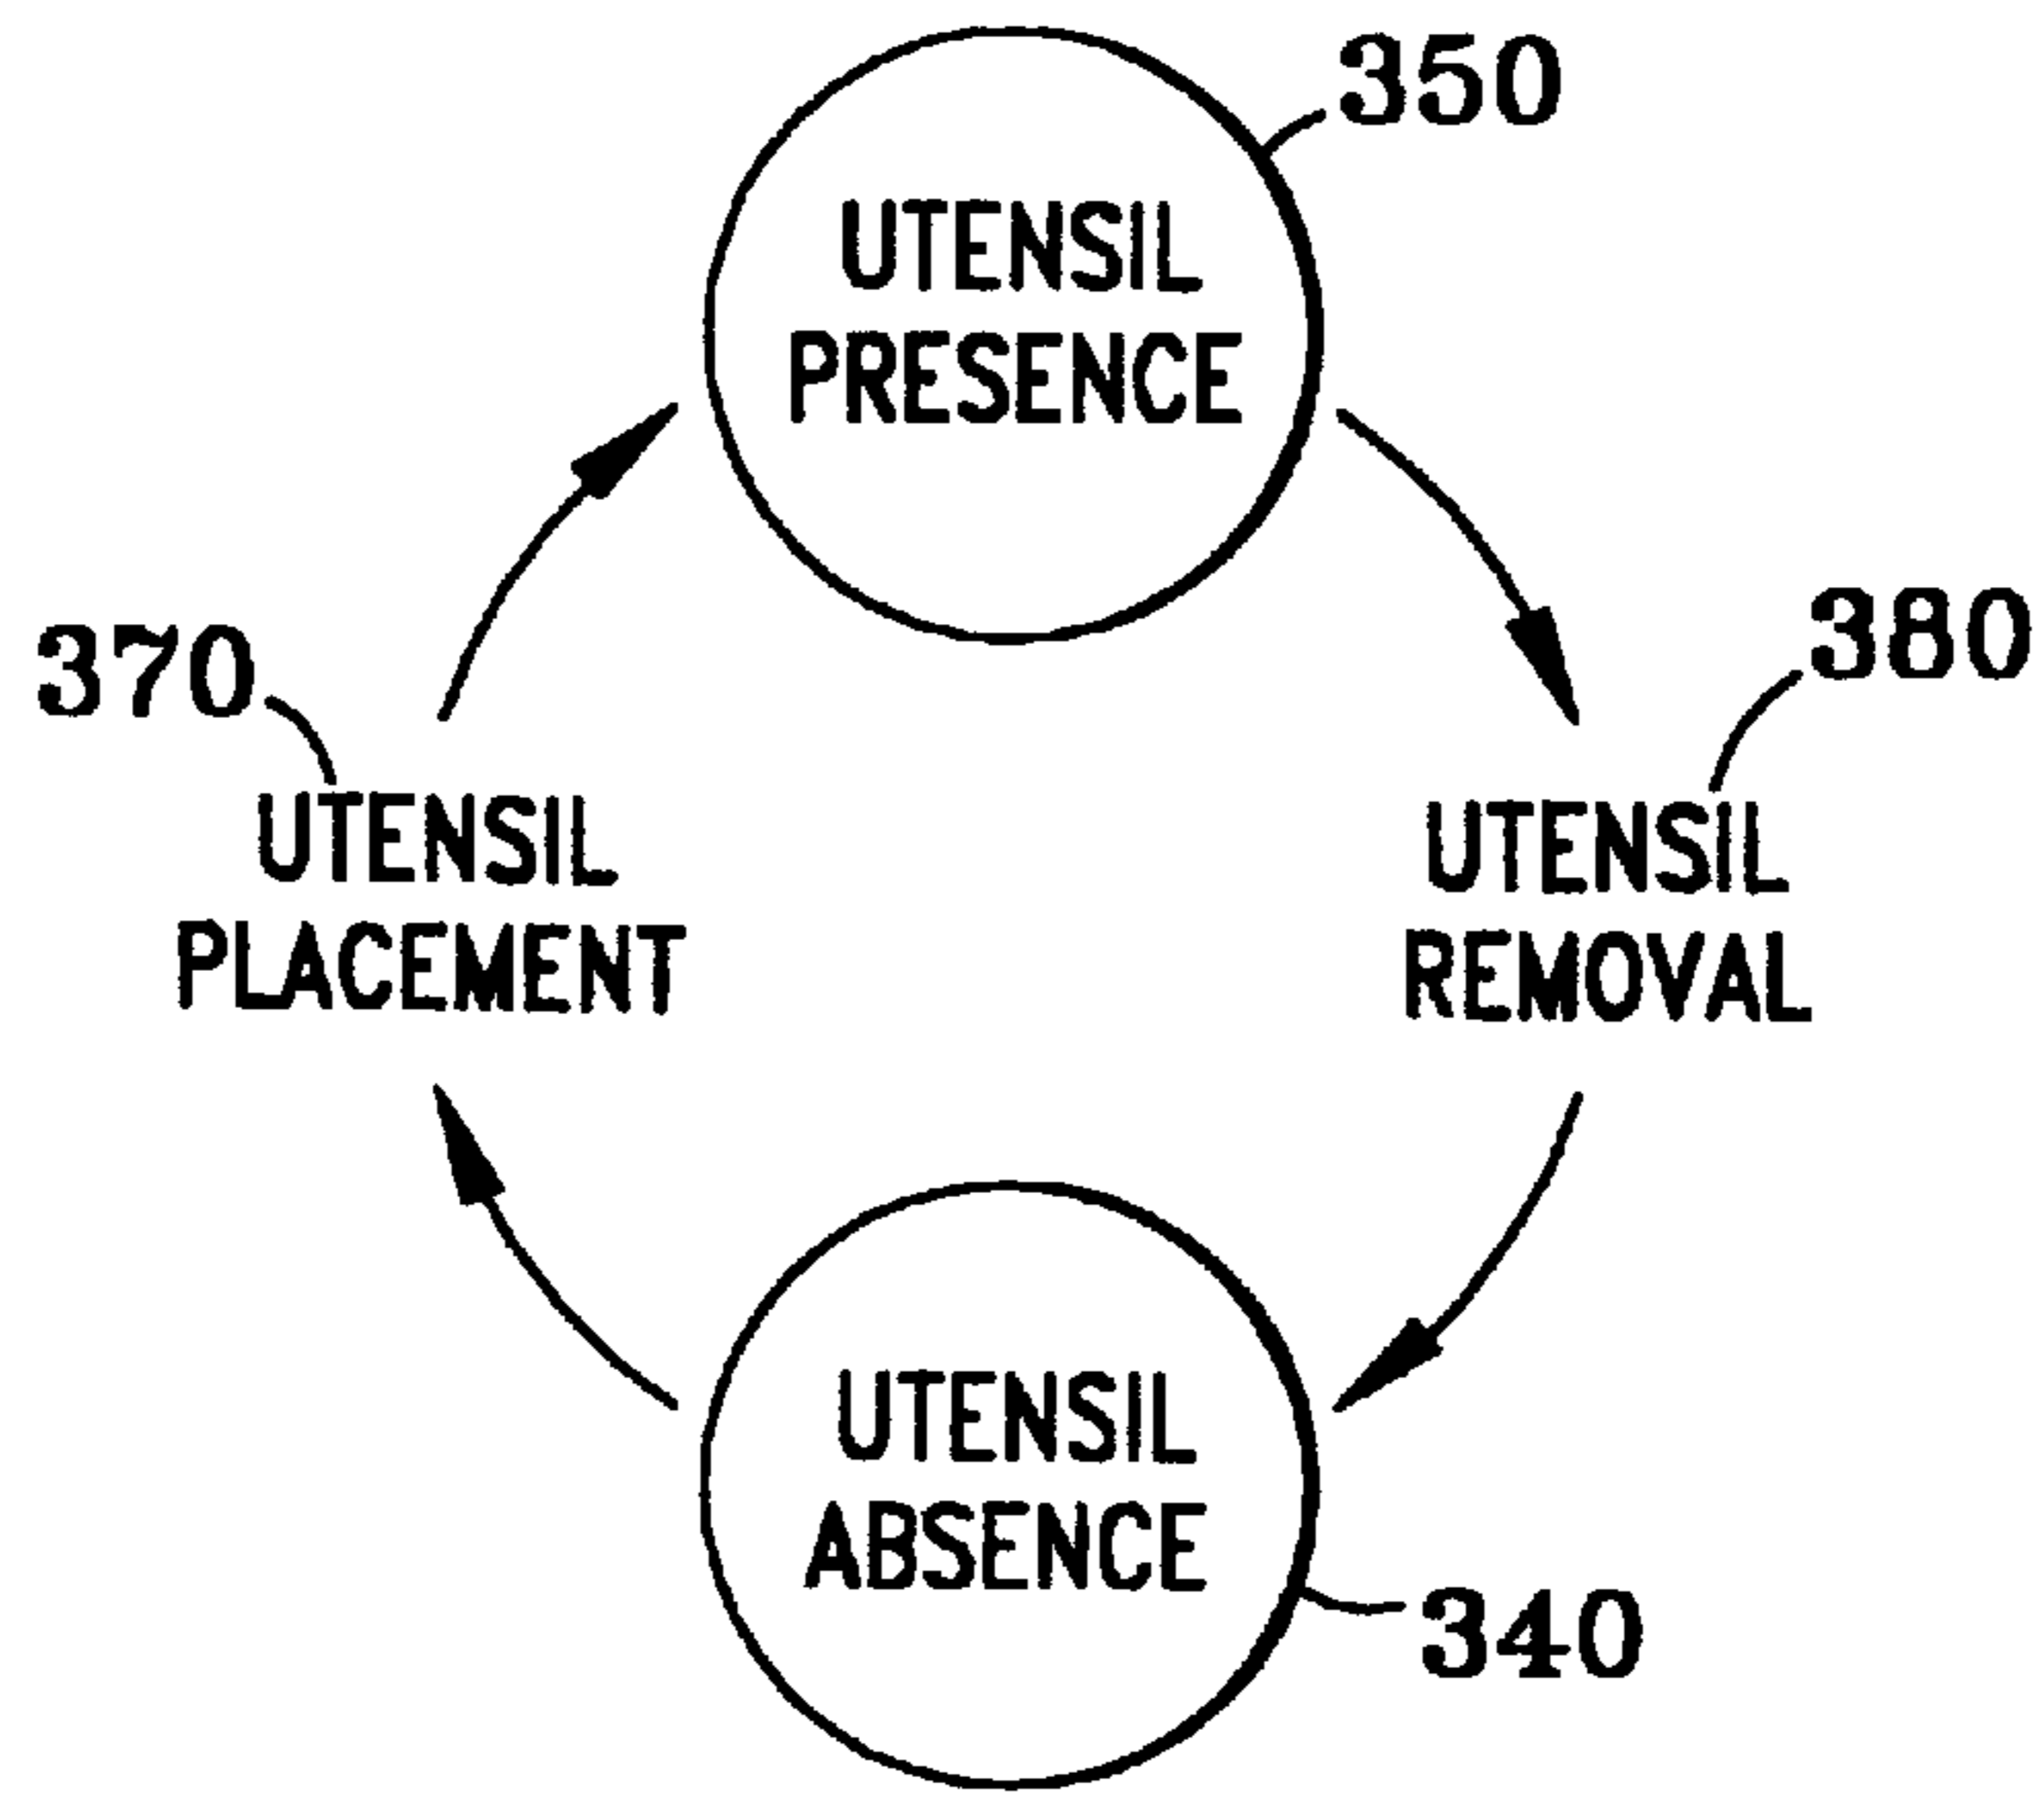 350
UTENSIL
PRESENCE
370
UTENSIL
PLACEMENT
380
UTENSIL
REMOVAL
UTENSIL
ABSENCE
340